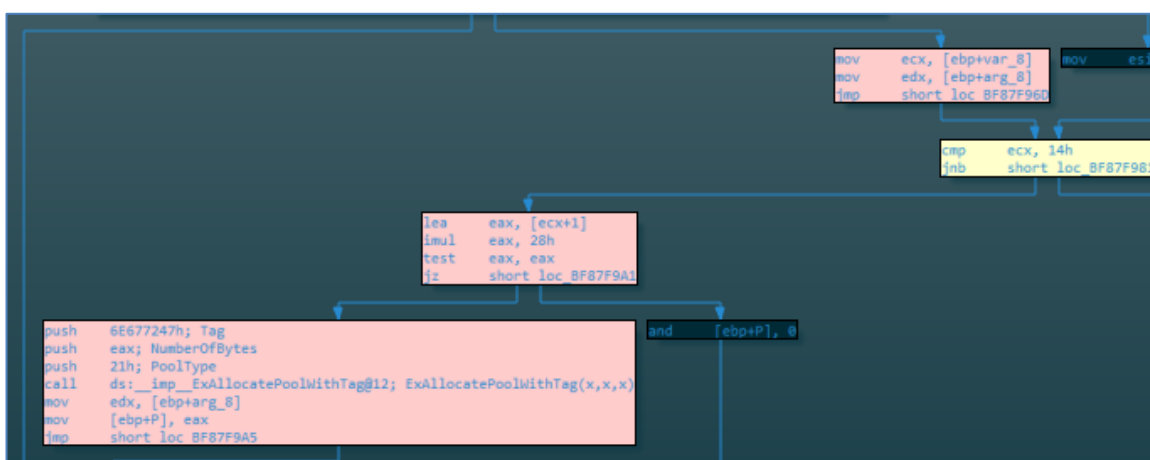 mov ecx, [ebp+var_8]
mov edx, [ebp+arg_8]
jmp short loc_BF87F96D
mov esi
cmp ecx, 14h
jnb short loc_BF87F98
lea eax, [ecx+1]
imul eax, 28h
test eax, eax
jz short loc_BF87F9A1
push 6E677247h; Tag
push eax; NumberOfBytes
push 21h; PoolType
call ds:__imp__ExAllocatePoolWithTag@12; ExAllocatePoolWithTag(x,x,x)
mov edx, [ebp+arg_8]
mov [ebp+P], eax
jmp short loc_BF87F9A5
and [ebp+P], 0